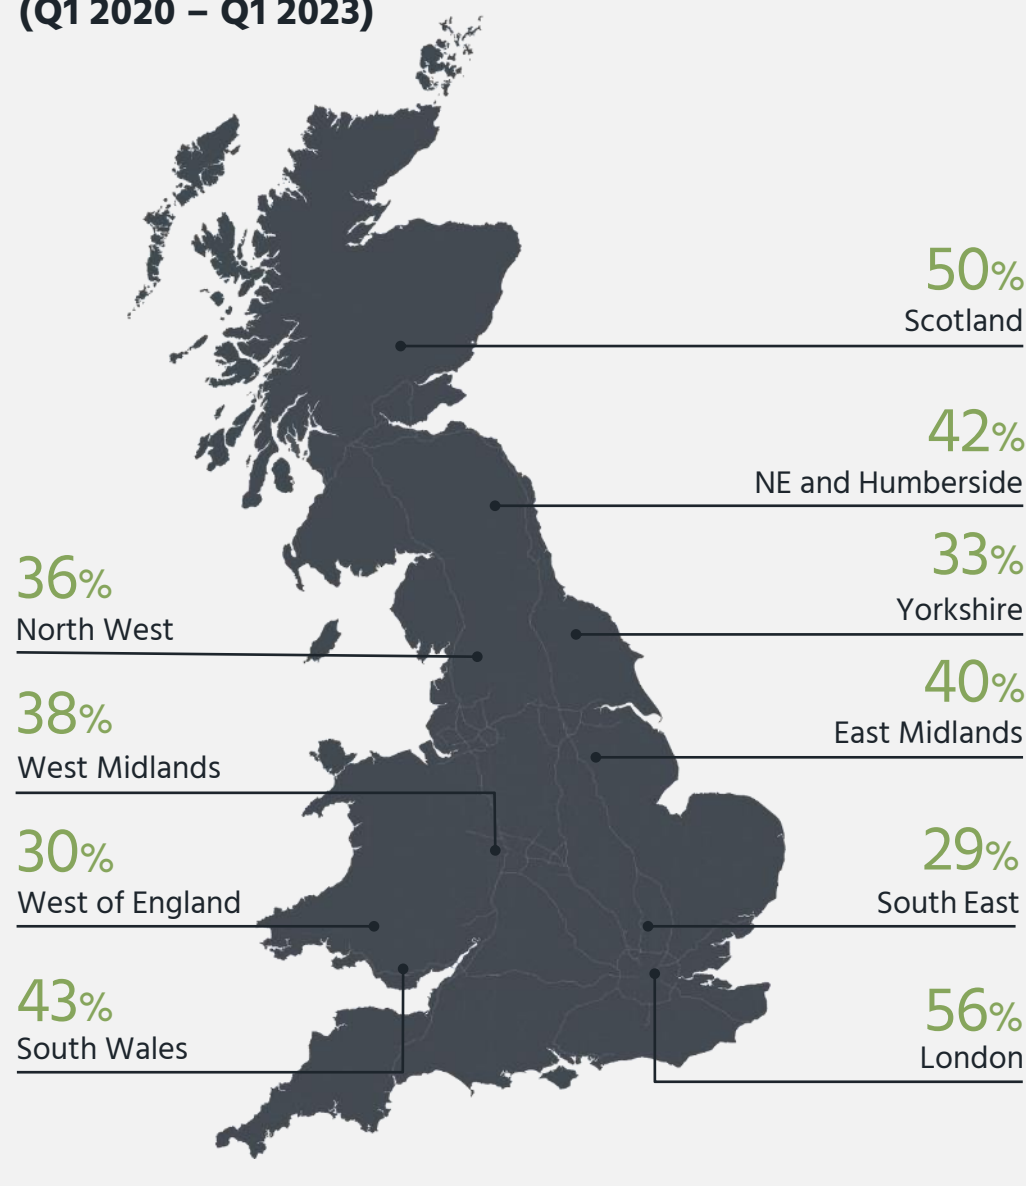 (Q1 2020 – Q1 2023)
50%
Scotland
42%
NE and Humberside
33%
Yorkshire
36%
North West
40%
East Midlands
38%
West Midlands
30%
West of England
29%
South East
43%
South Wales
56%
London